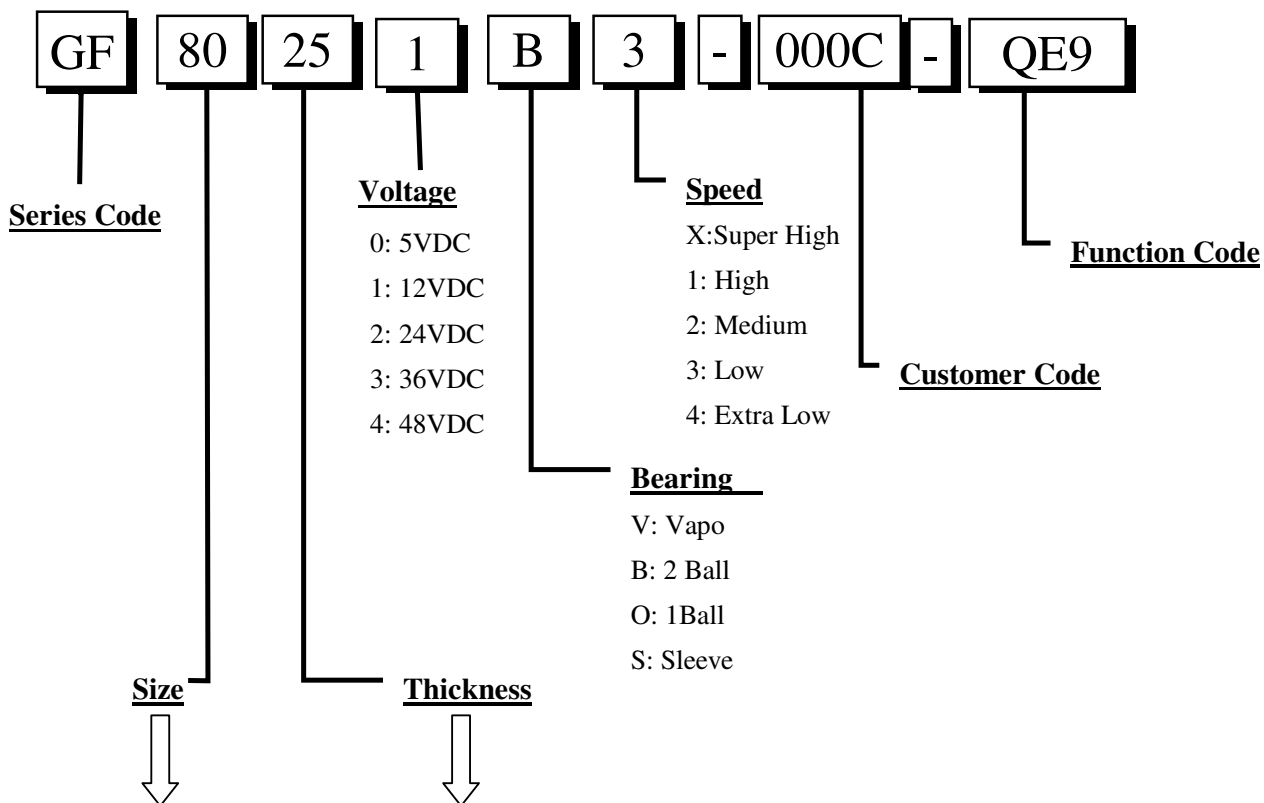 GF 80 25 1 B 3 - 000C - QE9
Series Code
Voltage
0: 5VDC
1: 12VDC
2: 24VDC
3: 36VDC
4: 48VDC
Speed
X:Super High
1: High
2: Medium
3: Low
4: Extra Low
Function Code
Customer Code
Bearing
V: Vapo
B: 2 Ball
O: 1Ball
S: Sleeve
Size
Thickness